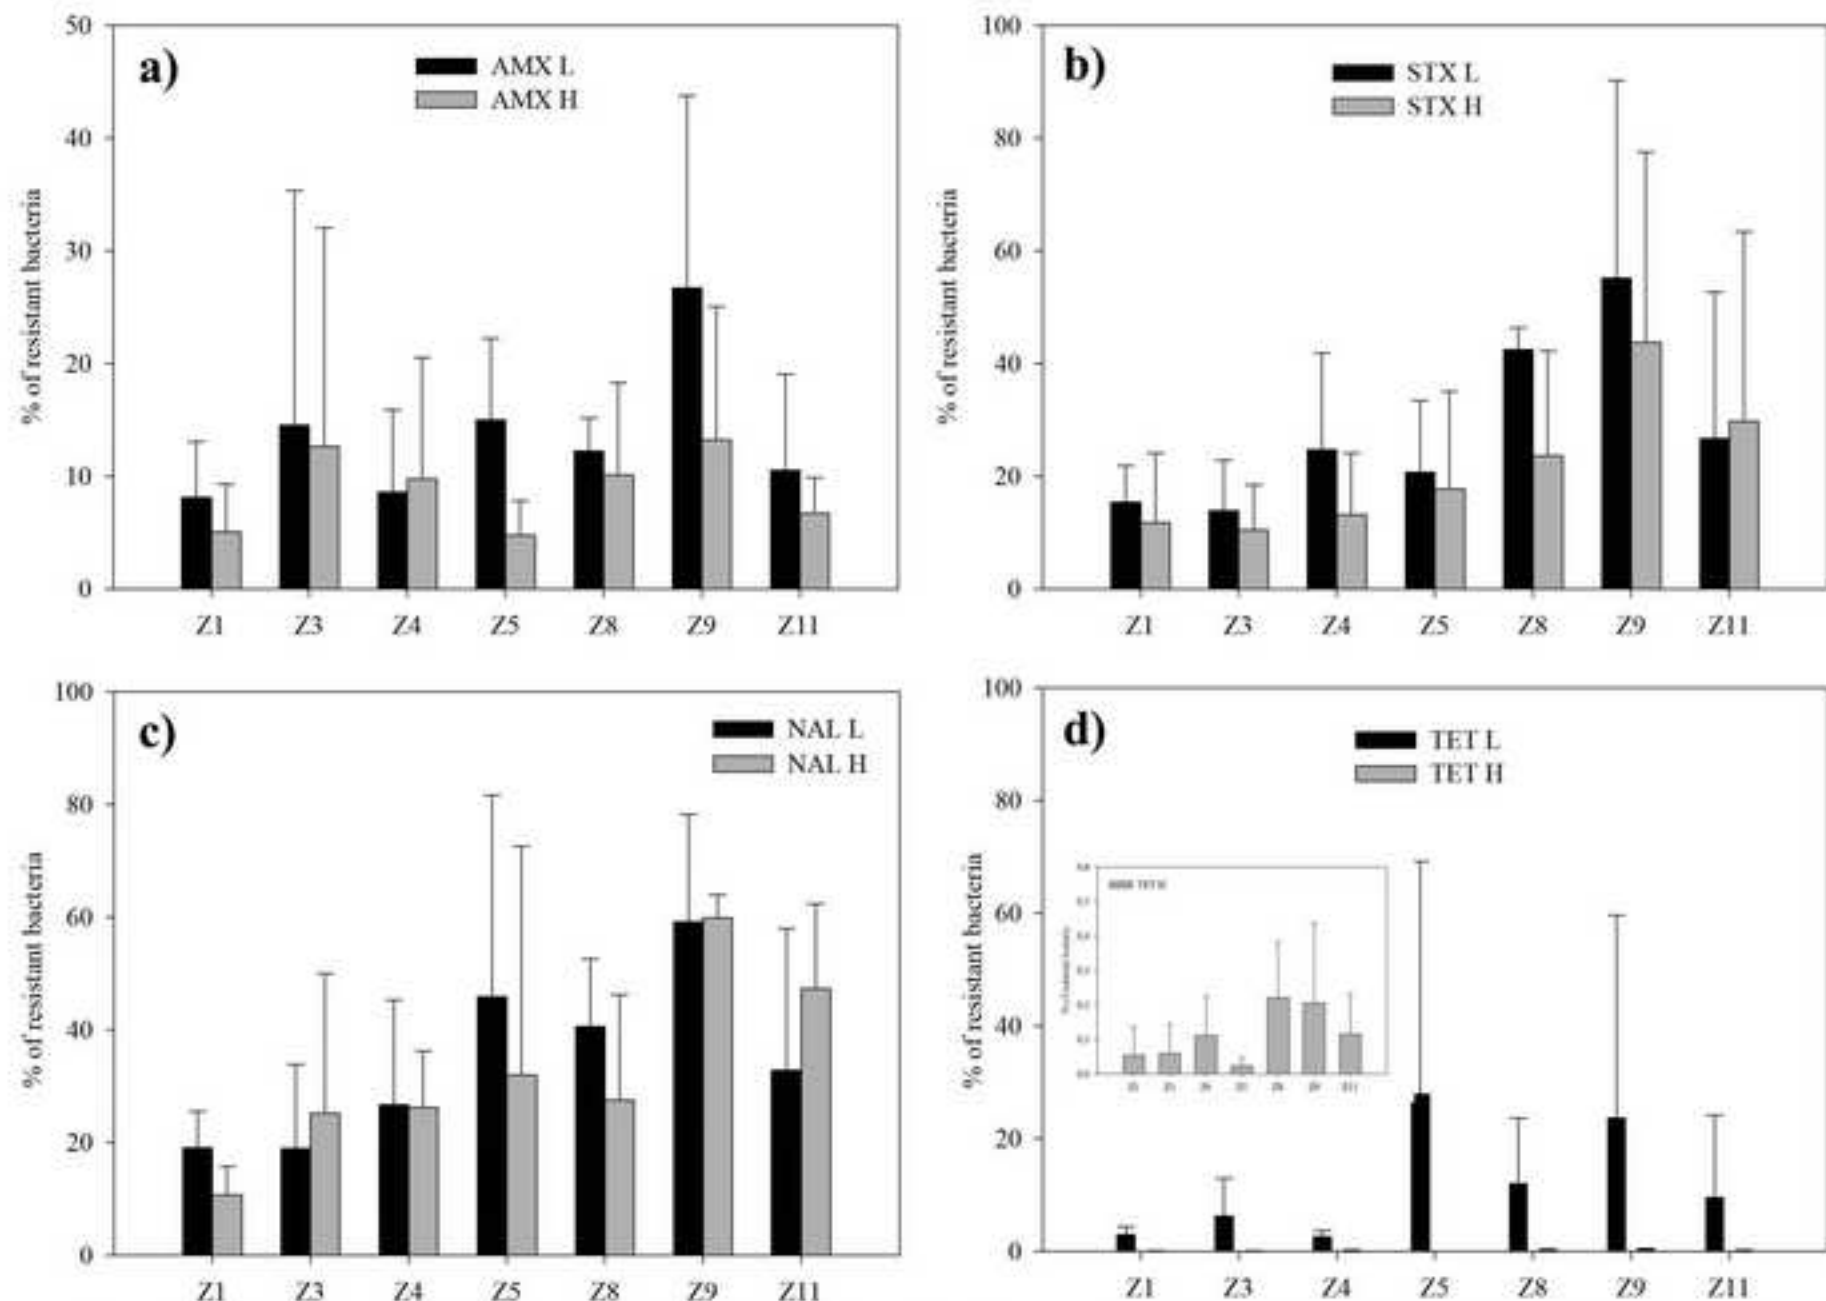 a)
AMX L
AMX H
% of resistant bacteria
50
40
30
20
10
0
Z1 Z3 Z4 Z5 Z8 Z9 Z11
b)
STX L
STX H
% of resistant bacteria
100
80
60
40
20
0
Z1 Z3 Z4 Z5 Z8 Z9 Z11
c)
NAL L
NAL H
% of resistant bacteria
100
80
60
40
20
0
Z1 Z3 Z4 Z5 Z8 Z9 Z11
d)
TET L
TET H
% of resistant bacteria
100
80
60
40
20
0
TET H
Z1 Z3 Z4 Z5 Z8 Z9 Z11